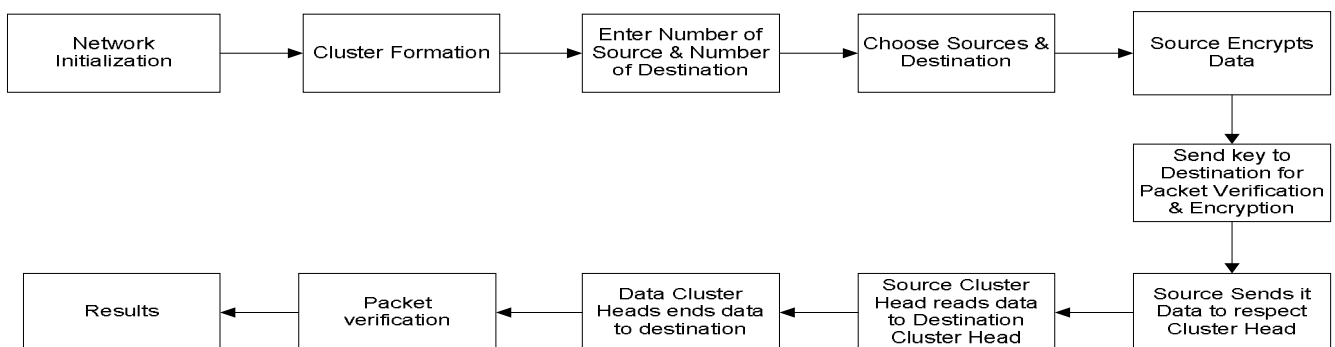 Network
Initialization
Cluster Formation
Enter Number of
Source & Number
of Destination
Choose Sources &
Destination
Source Encrypts
Data
Send key to
Destination for
Packet Verification
& Encryption
Source Sends it
Data to respect
Cluster Head
Source Cluster
Head reads data
to Destination
Cluster Head
Data Cluster
Heads ends data
to destination
Packet
verification
Results